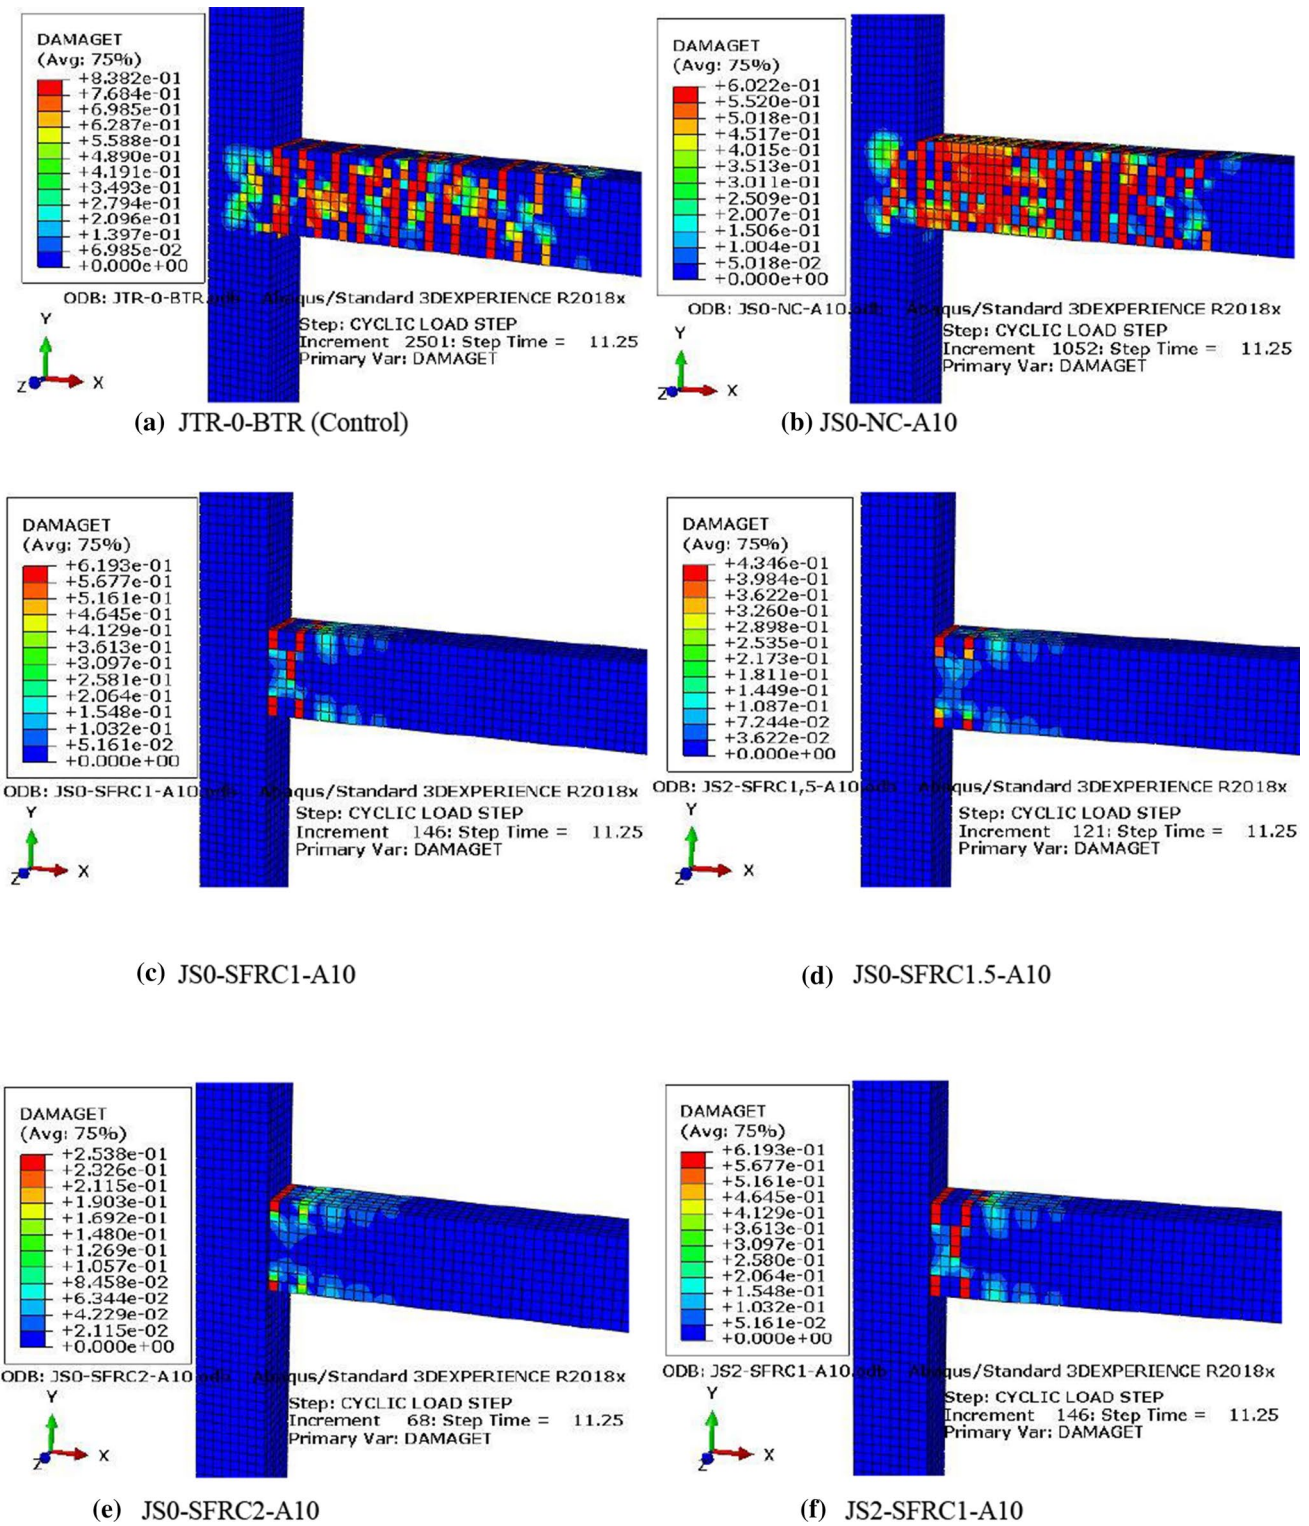 DAMAGET
(Avg: 75%)
+8.382e-01
+7.684e-01
+6.985e-01
+6.287e-01
+5.588e-01
+4.890e-01
+4.191e-01
+3.493e-01
+2.794e-01
+2.096e-01
+1.397e-01
+6.985e-02
+0.000e+00
ODB: JTR-0-BTR.odb Abaqus/Standard 3DEXPERIENCE R2018x
Step: CYCLIC LOAD STEP
Increment 2501: Step Time = 11.25
Primary Var: DAMAGET
Y
Z
X
(a) JTR-0-BTR (Control)
DAMAGET
(Avg: 75%)
+6.022e-01
+5.520e-01
+5.018e-01
+4.517e-01
+4.015e-01
+3.513e-01
+3.011e-01
+2.509e-01
+2.007e-01
+1.506e-01
+1.004e-01
+5.018e-02
+0.000e+00
ODB: JS0-NC-A10.odb Abaqus/Standard 3DEXPERIENCE R2018x
Step: CYCLIC LOAD STEP
Increment 1052: Step Time = 11.25
Primary Var: DAMAGET
Y
Z
X
(b) JS0-NC-A10
DAMAGET
(Avg: 75%)
+6.193e-01
+5.677e-01
+5.161e-01
+4.645e-01
+4.129e-01
+3.613e-01
+3.097e-01
+2.581e-01
+2.064e-01
+1.548e-01
+1.032e-01
+5.161e-02
+0.000e+00
ODB: JS0-SFRC1-A10.odb Abaqus/Standard 3DEXPERIENCE R2018x
Step: CYCLIC LOAD STEP
Increment 146: Step Time = 11.25
Primary Var: DAMAGET
Y
Z
X
(c) JS0-SFRC1-A10
DAMAGET
(Avg: 75%)
+4.346e-01
+3.984e-01
+3.622e-01
+3.260e-01
+2.898e-01
+2.535e-01
+2.173e-01
+1.811e-01
+1.449e-01
+1.087e-01
+7.244e-02
+3.622e-02
+0.000e+00
ODB: JS2-SFRC1,5-A10.odb Abaqus/Standard 3DEXPERIENCE R2018x
Step: CYCLIC LOAD STEP
Increment 121: Step Time = 11.25
Primary Var: DAMAGET
Y
Z
X
(d) JS0-SFRC1.5-A10
DAMAGET
(Avg: 75%)
+2.538e-01
+2.326e-01
+2.115e-01
+1.903e-01
+1.692e-01
+1.480e-01
+1.269e-01
+1.057e-01
+8.458e-02
+6.344e-02
+4.229e-02
+2.115e-02
+0.000e+00
ODB: JS0-SFRC2-A10.odb Abaqus/Standard 3DEXPERIENCE R2018x
Step: CYCLIC LOAD STEP
Increment 68: Step Time = 11.25
Primary Var: DAMAGET
Y
Z
X
(e) JS0-SFRC2-A10
DAMAGET
(Avg: 75%)
+6.193e-01
+5.677e-01
+5.161e-01
+4.645e-01
+4.129e-01
+3.613e-01
+3.097e-01
+2.580e-01
+2.064e-01
+1.548e-01
+1.032e-01
+5.161e-02
+0.000e+00
ODB: JS2-SFRC1-A10.odb Abaqus/Standard 3DEXPERIENCE R2018x
Step: CYCLIC LOAD STEP
Increment 146: Step Time = 11.25
Primary Var: DAMAGET
Y
Z
X
(f) JS2-SFRC1-A10